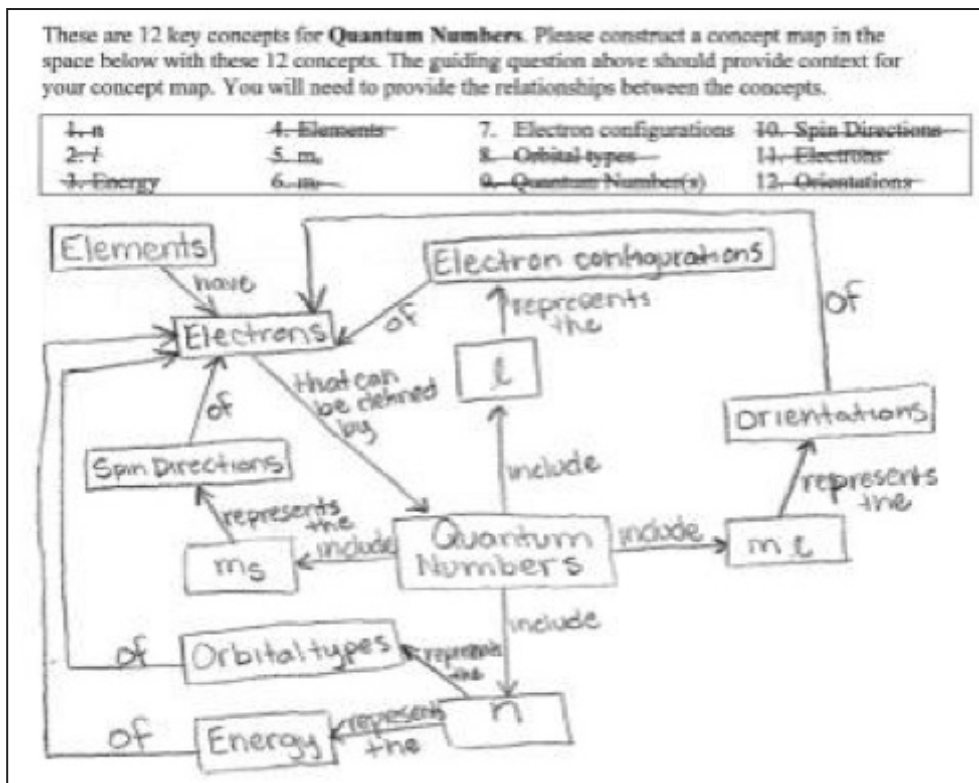 These are 12 key concepts for Quantum Numbers. Please construct a concept map in the
space below with these 12 concepts. The guiding question above should provide context for
your concept map. You will need to provide the relationships between the concepts.
1. n 4. Elements 7. Electron configurations 10. Spin Directions
2. l 5. m 8. Orbital types 11. Electrons
3. Energy 6. m 9. Quantum Number(s) 12. Orientations
Elements
Electron configurations
have
represents
the
of
of
Electrons
l
that can
be defined
by
of
Orientations
Spin Directions
include
represents
the
represents
the
include
Quantum
Numbers
include
ms
ml
include
of
Orbital types
represents
the
n
of
Energy
represents
the